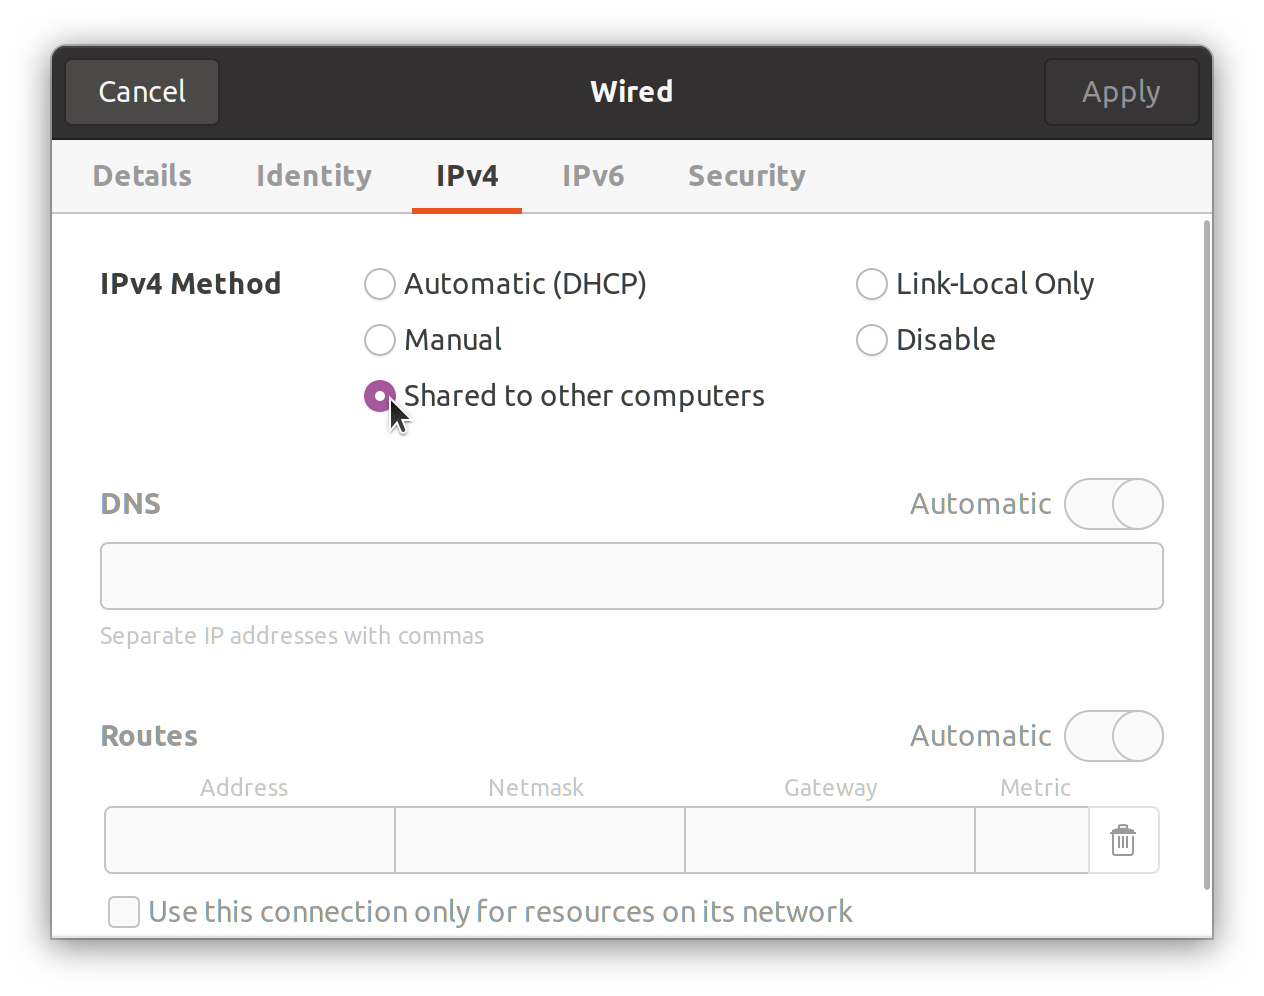 Cancel Wired Apply
Details Identity IPv4 IPv6 Security
IPv4 Method Automatic (DHCP) Link-Local Only
Manual Disable
Shared to other computers
DNS Automatic
Separate IP addresses with commas
Routes Automatic
Address Netmask Gateway Metric
Use this connection only for resources on its network